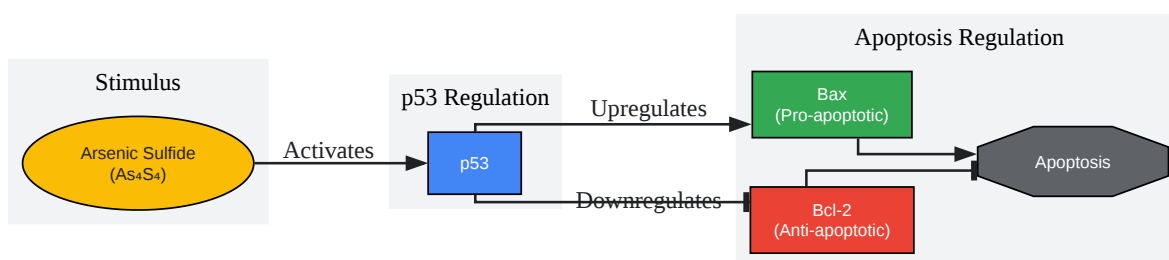 Stimulus
Arsenic Sulfide
(As₄S₄)
Activates
p53 Regulation
p53
Upregulates
Downregulates
Apoptosis Regulation
Bax
(Pro-apoptotic)
Bcl-2
(Anti-apoptotic)
Apoptosis